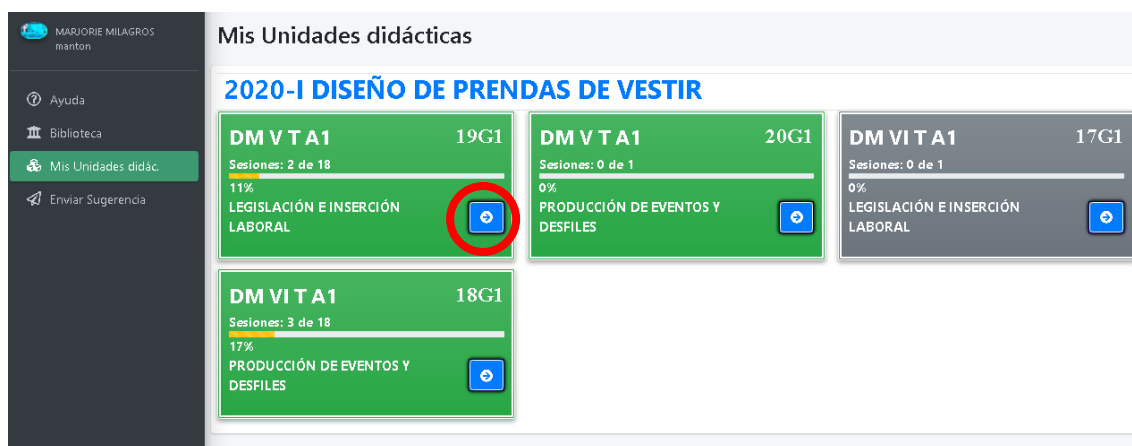 MARJORIE MILAGROS
manton
Ayuda
Biblioteca
Mis Unidades didác.
Enviar Sugerencia
Mis Unidades didácticas
2020-I DISEÑO DE PRENDAS DE VESTIR
DM V T A1 19G1
Sesiones: 2 de 18
11%
LEGISLACIÓN E INSERCIÓN
LABORAL
DM V T A1 20G1
Sesiones: 0 de 1
0%
PRODUCCIÓN DE EVENTOS Y
DESFILES
DM VI T A1 17G1
Sesiones: 0 de 1
0%
LEGISLACIÓN E INSERCIÓN
LABORAL
DM VI T A1 18G1
Sesiones: 3 de 18
17%
PRODUCCIÓN DE EVENTOS Y
DESFILES